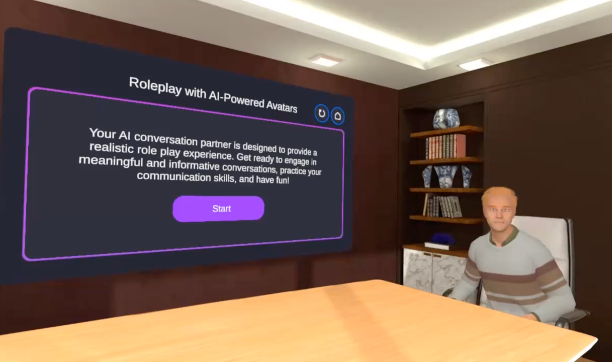 Roleplay with AI-Powered Avatars
Your AI conversation partner is designed to provide a
realistic role play experience. Get ready to engage in
meaningful and informative conversations, practice your
communication skills, and have fun!
Start